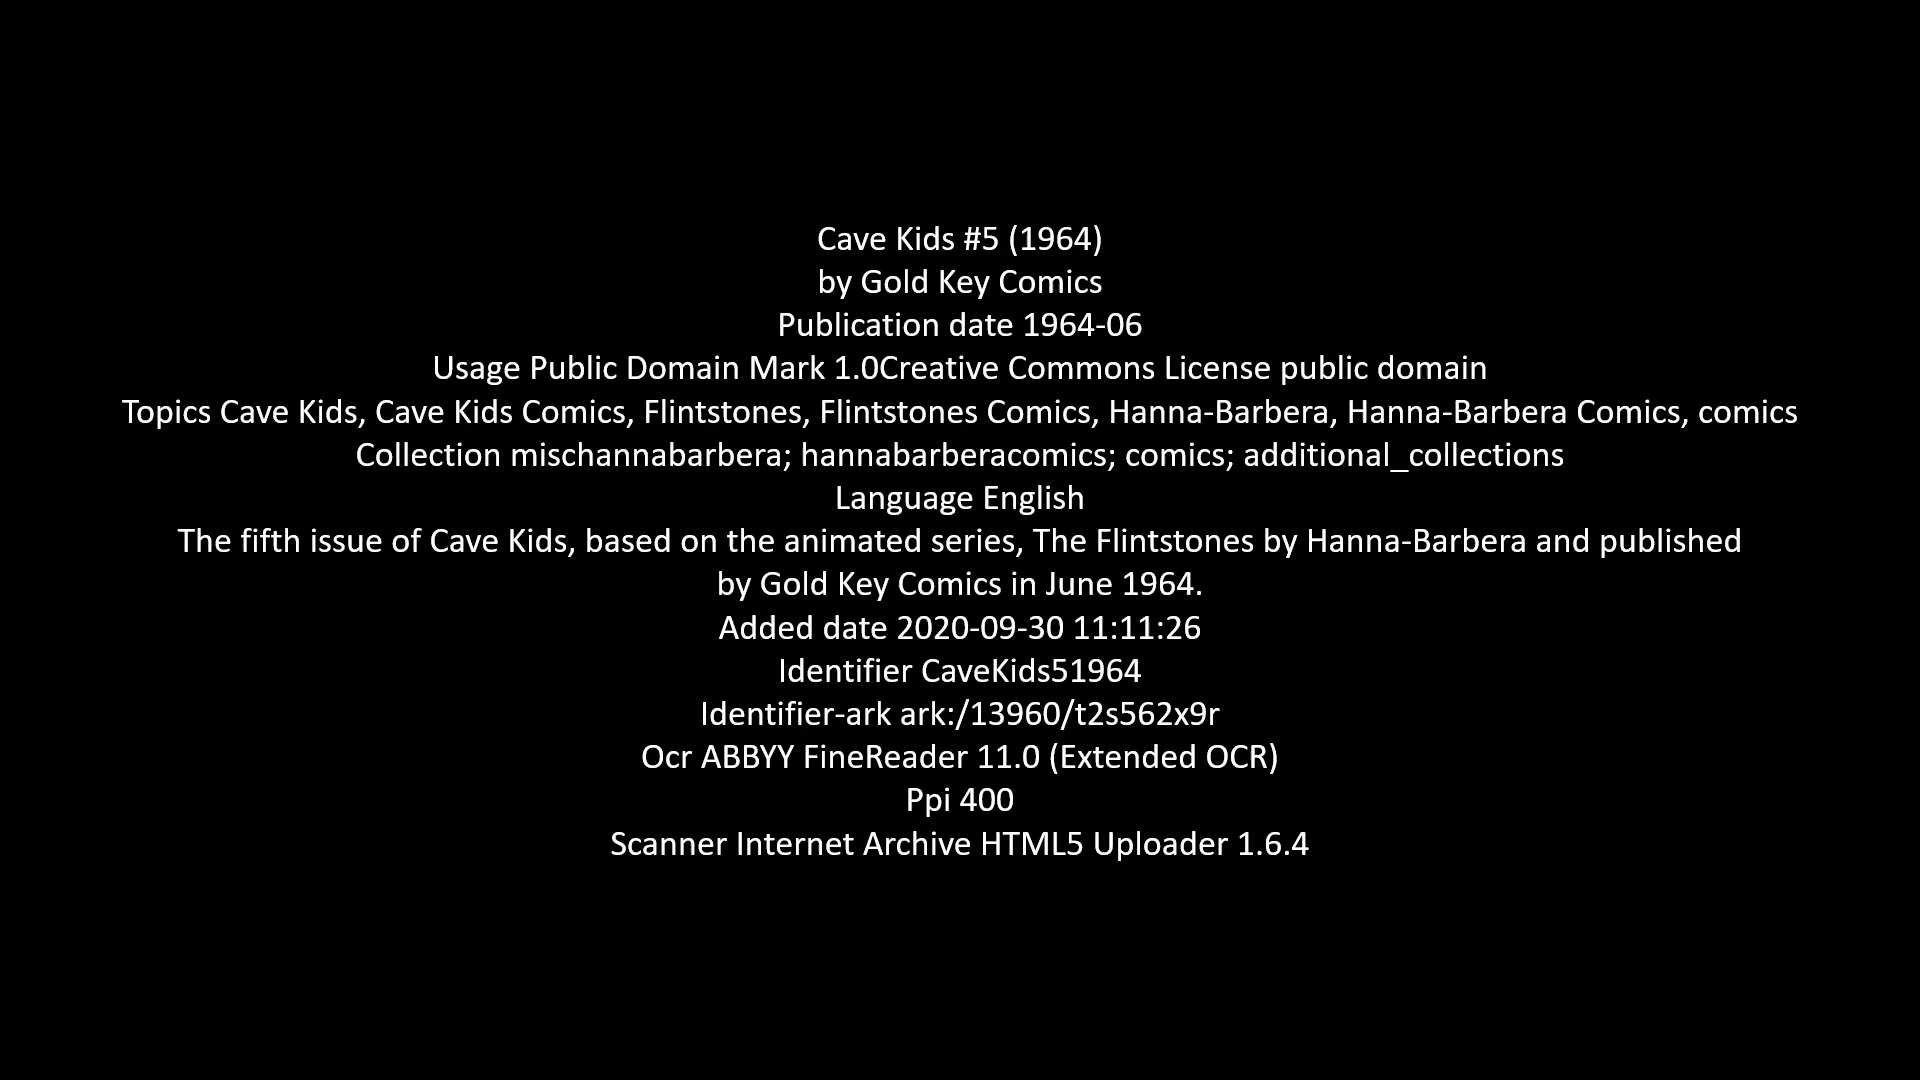 Cave Kids #5 (1964)
by Gold Key Comics
Publication date 1964-06
Usage Public Domain Mark 1.0Creative Commons License public domain
Topics Cave Kids, Cave Kids Comics, Flintstones, Flintstones Comics, Hanna-Barbera, Hanna-Barbera Comics, comics
Collection mischannabarbera; hannabarberacomics; comics; additional_collections
Language English
The fifth issue of Cave Kids, based on the animated series, The Flintstones by Hanna-Barbera and published
by Gold Key Comics in June 1964.
Added date 2020-09-30 11:11:26
Identifier CaveKids51964
Identifier-ark ark:/13960/t2s562x9r
Ocr ABBYY FineReader 11.0 (Extended OCR)
Ppi 400
Scanner Internet Archive HTML5 Uploader 1.6.4